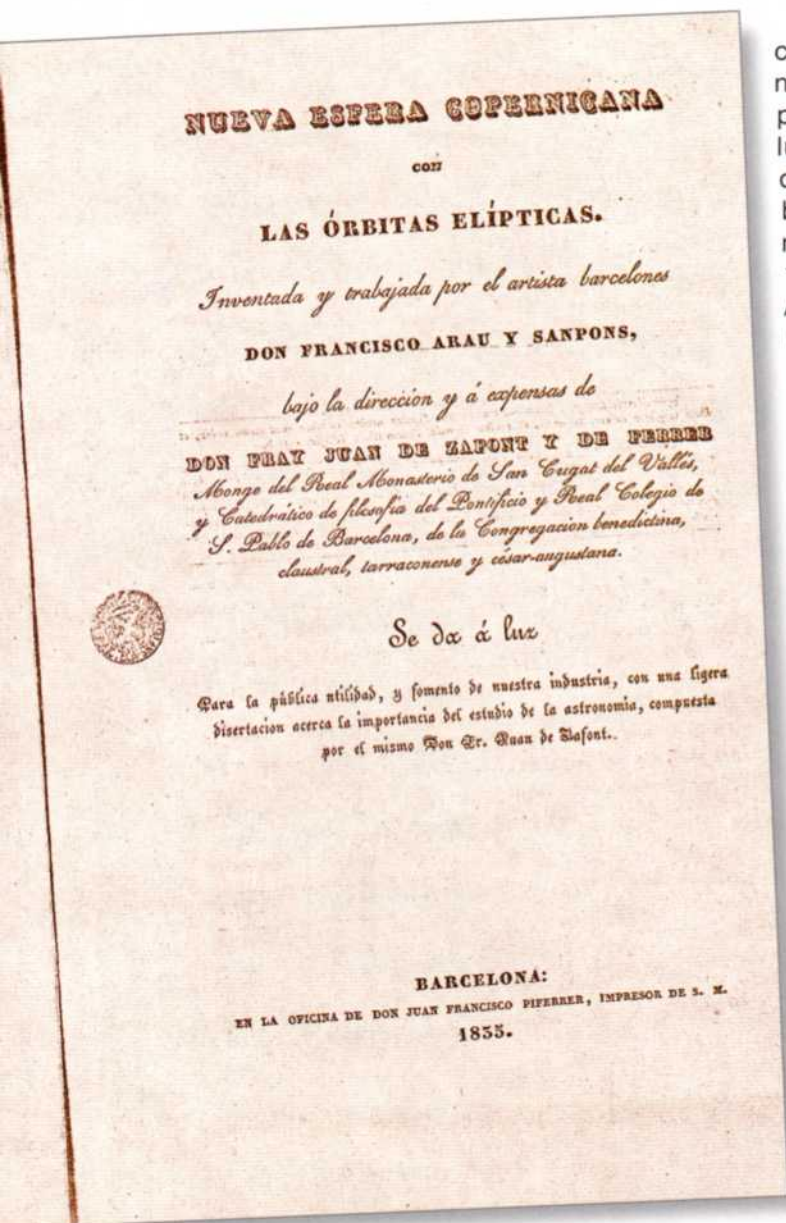 NUEVA ESFERA COPERNICANA
con
LAS ÓRBITAS ELÍPTICAS.
Inventada y trabajada por el artista barcelones
DON FRANCISCO ARAU Y SANPONS,
bajo la direccion y á expensas de
DON FRAY JUAN DE ZAFONT Y DE FERRER
Monge del Real Monasterio de San Cugat del Vallés,
y Catedrático de filosofía del Pontificio y Real Colegio de
S. Pablo de Barcelona, de la Congregacion benedictina,
claustral, tarraconense y césar-augustana.
Se da á luz
Para la pública utilidad, y fomento de nuestra industria, con una ligera
disertacion acerca la importancia del estudio de la astronomía, compuesta
por el mismo Don Fr. Juan de Zafont.
BARCELONA:
EN LA OFICINA DE DON JUAN FRANCISCO PIFERRER, IMPRESOR DE S. M.
1835.